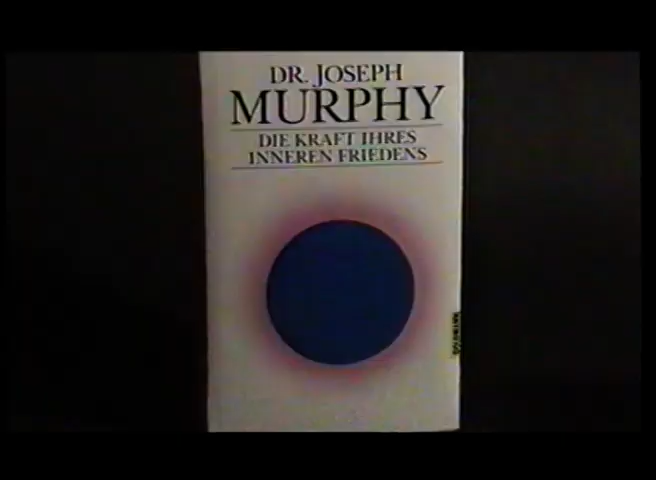 DR. JOSEPH
MURPHY
DIE KRAFT IHRES
INNEREN FRIEDENS